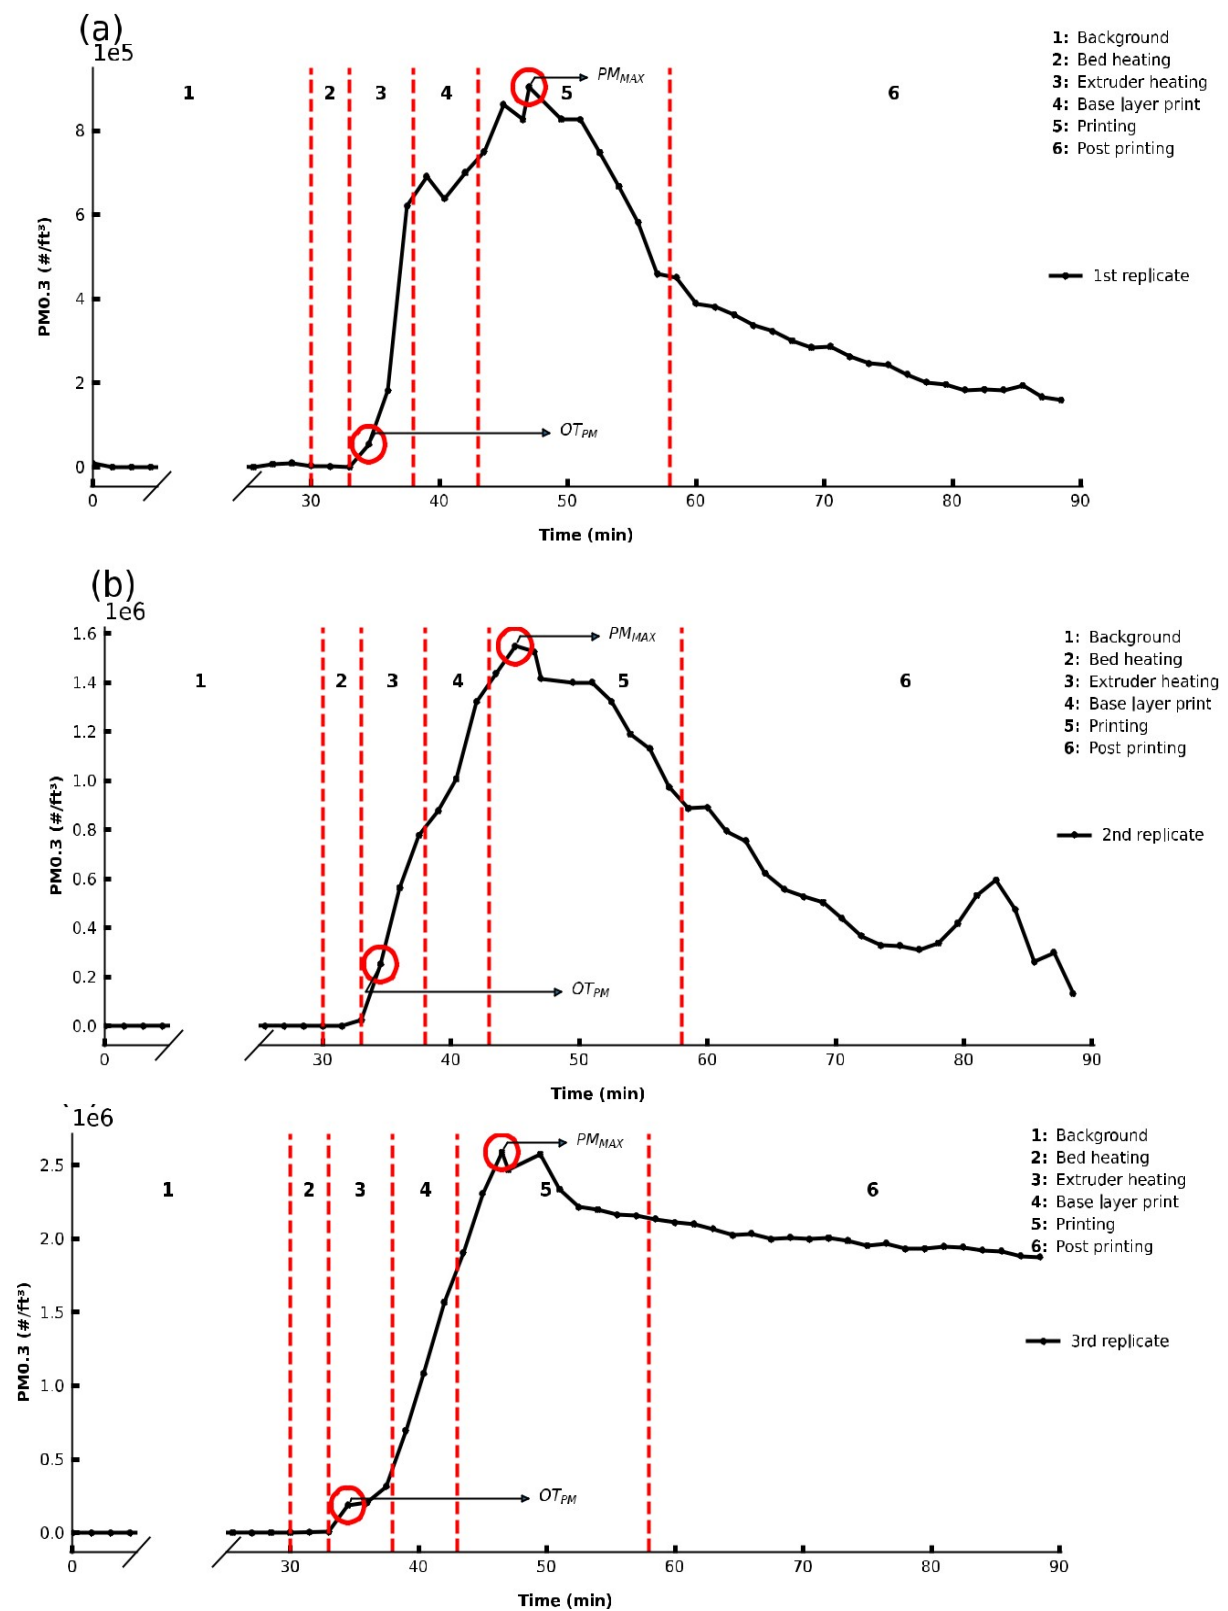 (a)
1e5
1 2 3 4 5 6
PM_MAX
1: Background
2: Bed heating
3: Extruder heating
4: Base layer print
5: Printing
6: Post printing
8
6
4
2
0
PM0.3 (#/ft³)
1st replicate
OT_PM
0 30 40 50 60 70 80 90
Time (min)
(b)
1e6
1 2 3 4 5 6
PM_MAX
1: Background
2: Bed heating
3: Extruder heating
4: Base layer print
5: Printing
6: Post printing
1.6
1.4
1.2
1.0
0.8
0.6
0.4
0.2
0.0
PM0.3 (#/ft³)
2nd replicate
OT_PM
0 30 40 50 60 70 80 90
Time (min)
1e6
1 2 3 4 5 6
PM_MAX
1: Background
2: Bed heating
3: Extruder heating
4: Base layer print
5: Printing
6: Post printing
2.5
2.0
1.5
1.0
0.5
0.0
PM0.3 (#/ft³)
3rd replicate
OT_PM
0 30 40 50 60 70 80 90
Time (min)